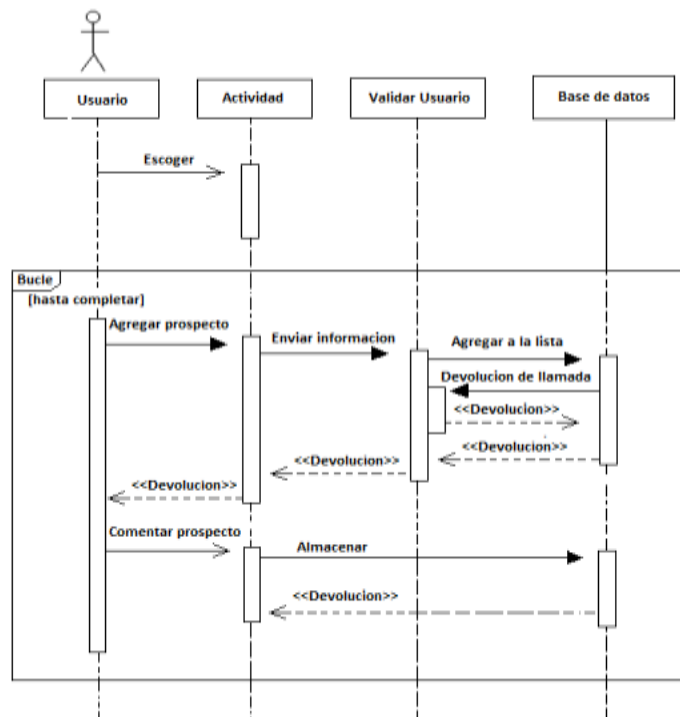 Usuario
Actividad
Validar Usuario
Base de datos
Escoger
Bucle
[hasta completar]
Agregar prospecto
Enviar informacion
Agregar a la lista
Devolucion de llamada
<<Devolucion>>
<<Devolucion>>
<<Devolucion>>
<<Devolucion>>
Comentar prospecto
Almacenar
<<Devolucion>>